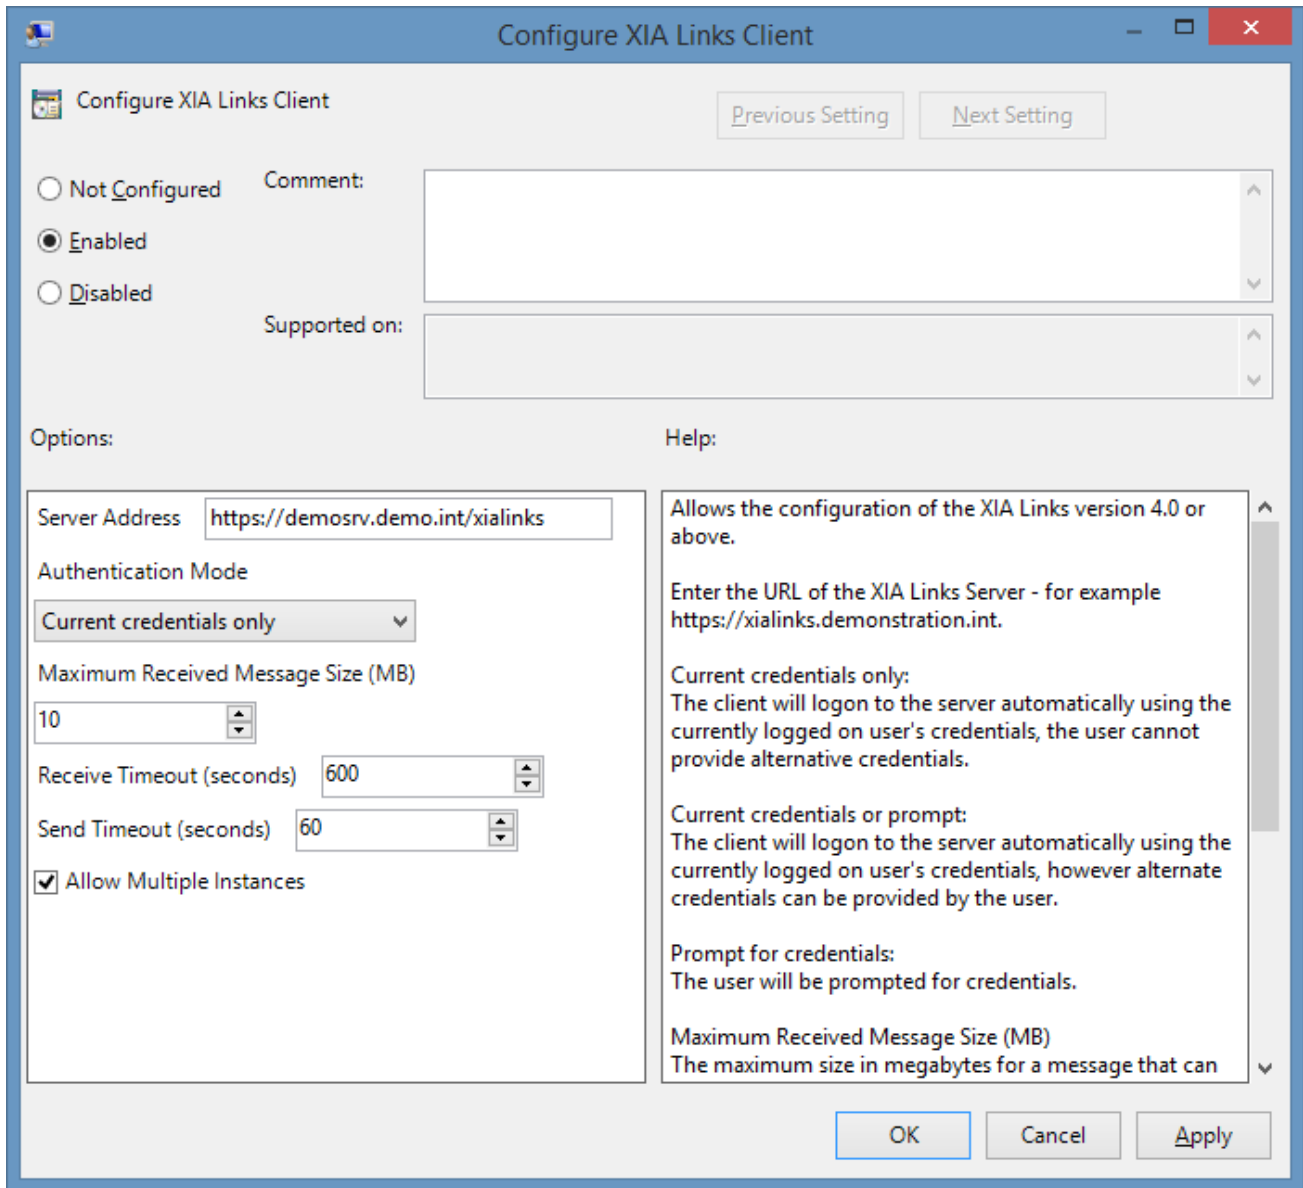 Configure XIA Links Client
Configure XIA Links Client
Previous Setting
Next Setting
Not Configured
Comment:
Enabled
Disabled
Supported on:
Options:
Help:
Server Address
https://demosrv.demo.int/xialinks
Authentication Mode
Current credentials only
Maximum Received Message Size (MB)
10
Receive Timeout (seconds)
600
Send Timeout (seconds)
60
Allow Multiple Instances
Allows the configuration of the XIA Links version 4.0 or
above.
Enter the URL of the XIA Links Server - for example
https://xialinks.demonstration.int.
Current credentials only:
The client will logon to the server automatically using the
currently logged on user's credentials, the user cannot
provide alternative credentials.
Current credentials or prompt:
The client will logon to the server automatically using the
currently logged on user's credentials, however alternate
credentials can be provided by the user.
Prompt for credentials:
The user will be prompted for credentials.
Maximum Received Message Size (MB)
The maximum size in megabytes for a message that can
OK
Cancel
Apply